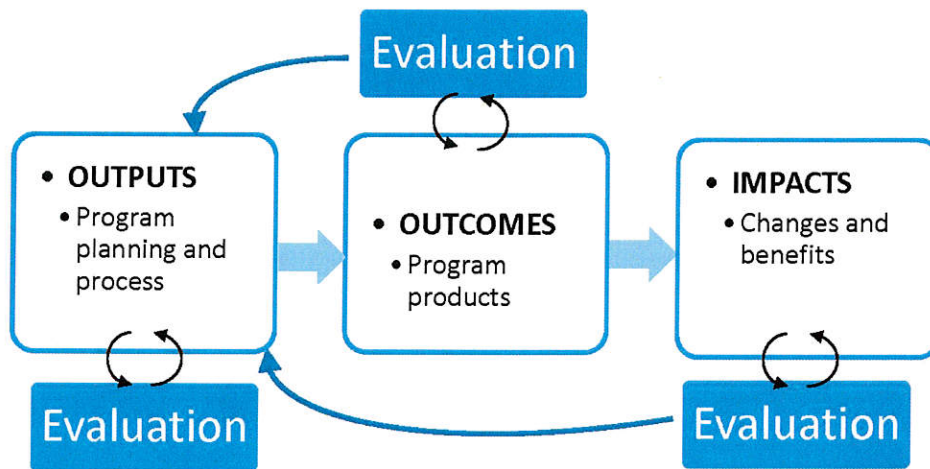 Evaluation
• OUTPUTS
• Program
planning and
process
• OUTCOMES
• Program
products
• IMPACTS
• Changes and
benefits
Evaluation
Evaluation